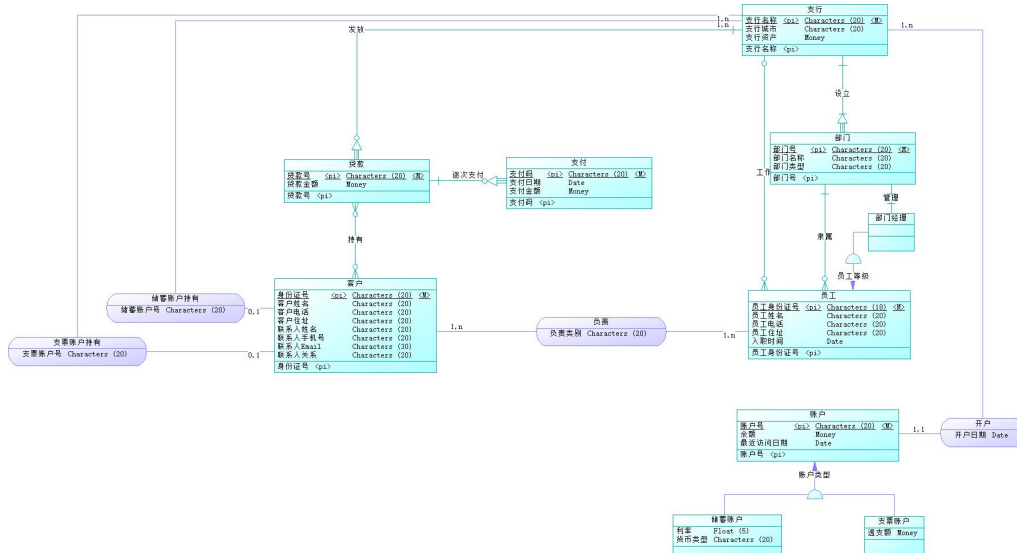 支行
支行名称 <pi> Characters (20) <M>
支行城市 Characters (20)
支行资产 Money
支行名称 <pi>
1,n
1,n
1,n
发放
设立
部门
部门号 <pi> Characters (20) <M>
部门名称 Characters (20)
部门类型 Characters (20)
部门号 <pi>
贷款
贷款号 <pi> Characters (20) <M>
贷款金额 Money
贷款号 <pi>
逐次支付
支付
支付码 <pi> Characters (20) <M>
支付日期 Date
支付金额 Money
支付码 <pi>
工作
管理
部门经理
隶属
持有
员工等级
客户
身份证号 <pi> Characters (20) <M>
客户姓名 Characters (20)
客户电话 Characters (20)
客户住址 Characters (20)
联系人姓名 Characters (20)
联系人手机号 Characters (20)
联系人Email Characters (30)
联系人关系 Characters (20)
身份证号 <pi>
员工
员工身份证号 <pi> Characters (18) <M>
员工姓名 Characters (20)
员工电话 Characters (20)
员工住址 Characters (20)
入职时间 Date
员工身份证号 <pi>
储蓄账户持有
储蓄账户号 Characters (20)
0,1
支票账户持有
支票账户号 Characters (20)
0,1
1,n
负责
负责类别 Characters (20)
1,n
账户
账户号 <pi> Characters (20) <M>
余额 Money
最近访问日期 Date
账户号 <pi>
1,1
开户
开户日期 Date
账户类型
储蓄账户
利率 Float (5)
货币类型 Characters (20)
支票账户
透支额 Money